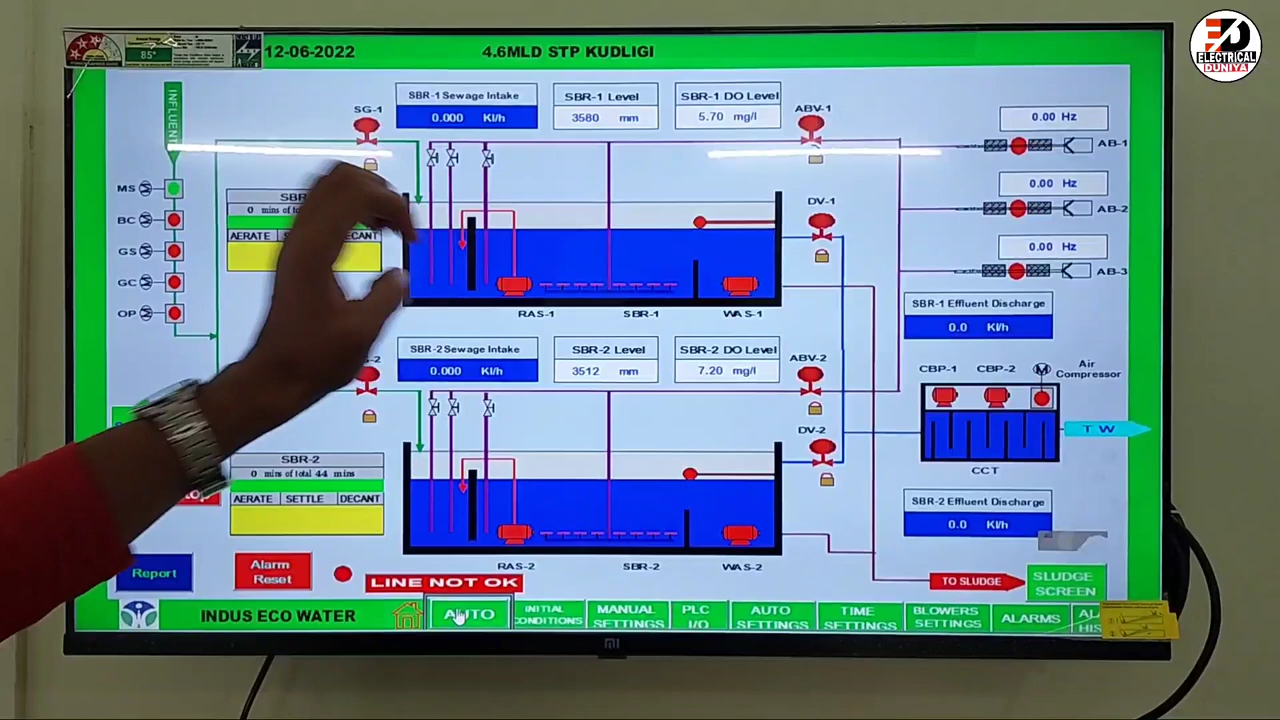 12-06-2022
4.6MLD STP KUDLIGI
ELECTRICAL
DUNIYA
85°
INFLUENT
SG-1
SBR-1 Sewage Intake
0.000 Kl/h
SBR-1 Level
3580 mm
SBR-1 DO Level
5.70 mg/l
ABV-1
0.00 Hz
AB-1
MS
BC
GS
GC
OP
0 mins of
AERATE
DV-1
0.00 Hz
AB-2
0.00 Hz
AB-3
RAS-1
SBR-1
WAS-1
SBR-1 Effluent Discharge
0.0 Kl/h
SBR-2 Sewage Intake
0.000 Kl/h
SBR-2 Level
3512 mm
SBR-2 DO Level
7.20 mg/l
ABV-2
CBP-1
CBP-2
M
Air
Compressor
DV-2
T W
CCT
SBR-2
0 mins of total 44 mins
AERATE
SETTLE
DECANT
SBR-2 Effluent Discharge
0.0 Kl/h
RAS-2
SBR-2
WAS-2
Report
Alarm
Reset
LINE NOT OK
TO SLUDGE
SLUDGE
SCREEN
INDUS ECO WATER
AUTO
INITIAL
CONDITIONS
MANUAL
SETTINGS
PLC
I/O
AUTO
SETTINGS
TIME
SETTINGS
BLOWERS
SETTINGS
ALARMS
mi